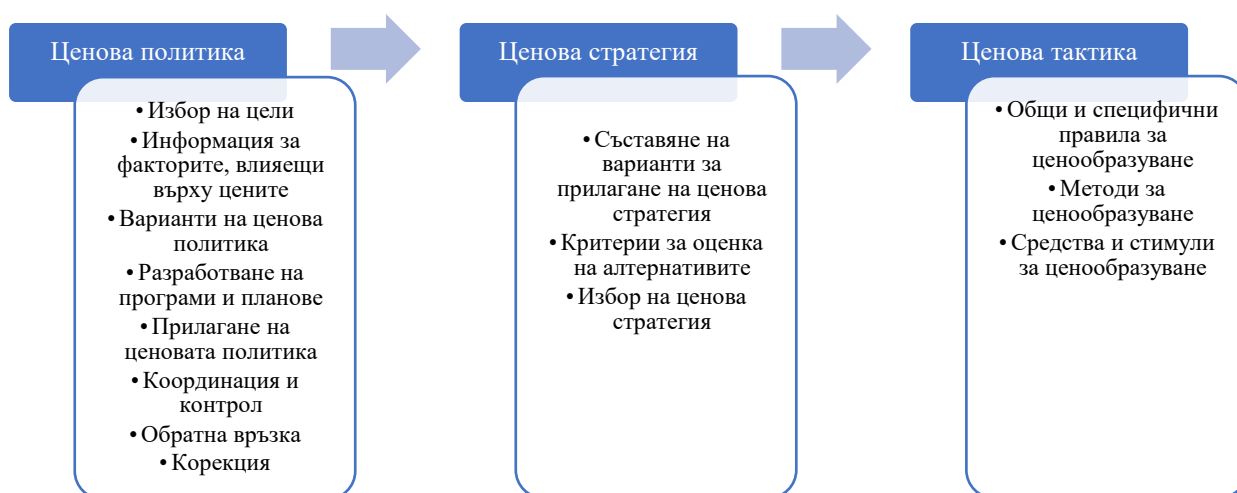 Ценова политика
• Избор на цели
• Информация за
факторите, влияещи
върху цените
• Варианти на ценова
политика
• Разработване на
програми и планове
• Прилагане на
ценовата политика
• Координация и
контрол
• Обратна връзка
• Корекция
Ценова стратегия
• Съставяне на
варианти за
прилагане на ценова
стратегия
• Критерии за оценка
на алтернативите
• Избор на ценова
стратегия
Ценова тактика
• Общи и специфични
правила за
ценообразуване
• Методи за
ценообразуване
• Средства и стимули
за ценообразуване